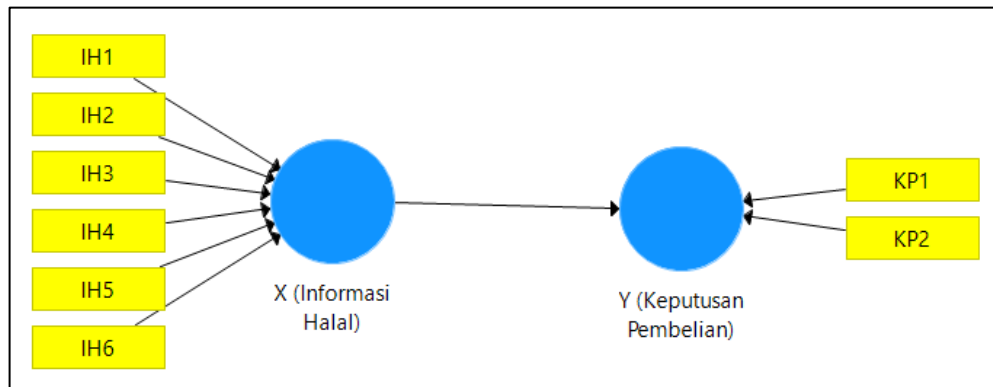 IH1
IH2
IH3
IH4
IH5
IH6
X (Informasi
Halal)
Y (Keputusan
Pembelian)
KP1
KP2